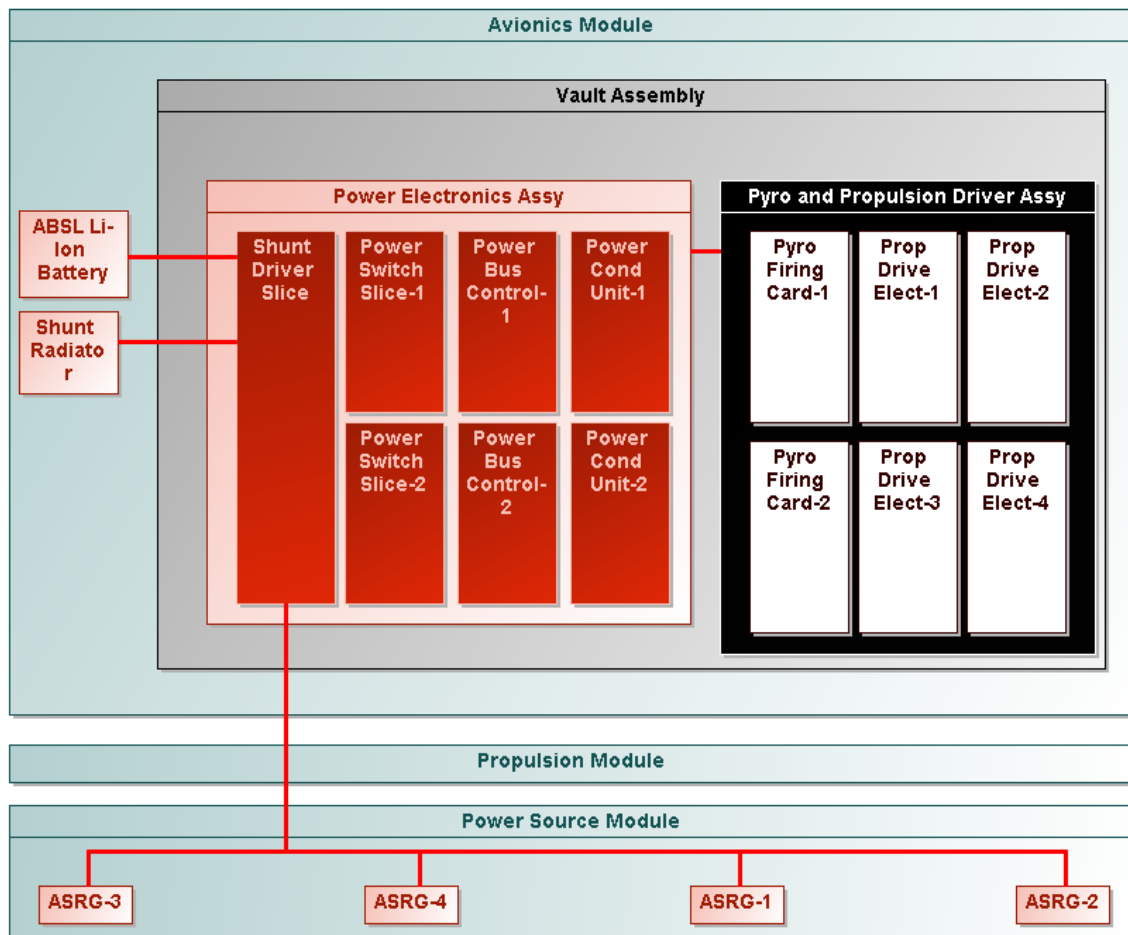 Avionics Module
Vault Assembly
Power Electronics Assy
Pyro and Propulsion Driver Assy
ABSL Li-
Ion
Battery
Shunt
Radiato
r
Shunt
Driver
Slice
Power
Switch
Slice-1
Power
Bus
Control-
1
Power
Cond
Unit-1
Power
Switch
Slice-2
Power
Bus
Control-
2
Power
Cond
Unit-2
Pyro
Firing
Card-1
Prop
Drive
Elect-1
Prop
Drive
Elect-2
Pyro
Firing
Card-2
Prop
Drive
Elect-3
Prop
Drive
Elect-4
Propulsion Module
Power Source Module
ASRG-3
ASRG-4
ASRG-1
ASRG-2